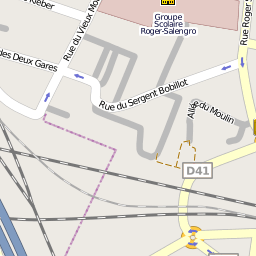 Kléber
Groupe
Scolaire
Roger-Salengro
Rue du Vieux Mo
Rue Roger
des Deux Gares
Rue du Sergent Bobillot
Allée du Moulin
D41